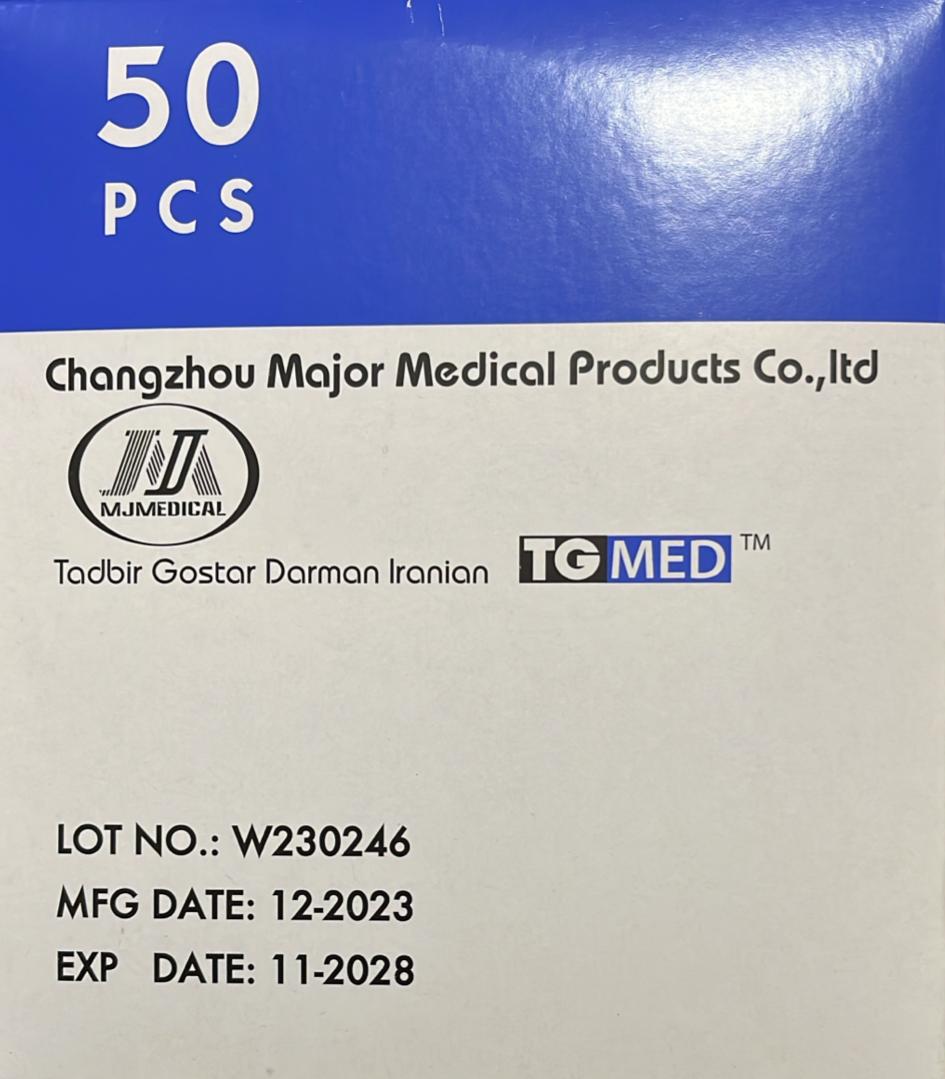 50
PCS
Changzhou Major Medical Products Co.,ltd
MJMEDICAL
Tadbir Gostar Darman Iranian TGMED™
LOT NO.: W230246
MFG DATE: 12-2023
EXP DATE: 11-2028